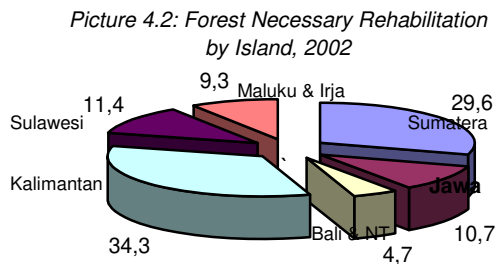 Picture 4.2: Forest Necessary Rehabilitation
by Island, 2002
9,3
Maluku & Irja
29,6
Sumatera
11,4
Sulawesi
Kalimantan
Jawa
34,3
Bali & NT
4,7
10,7